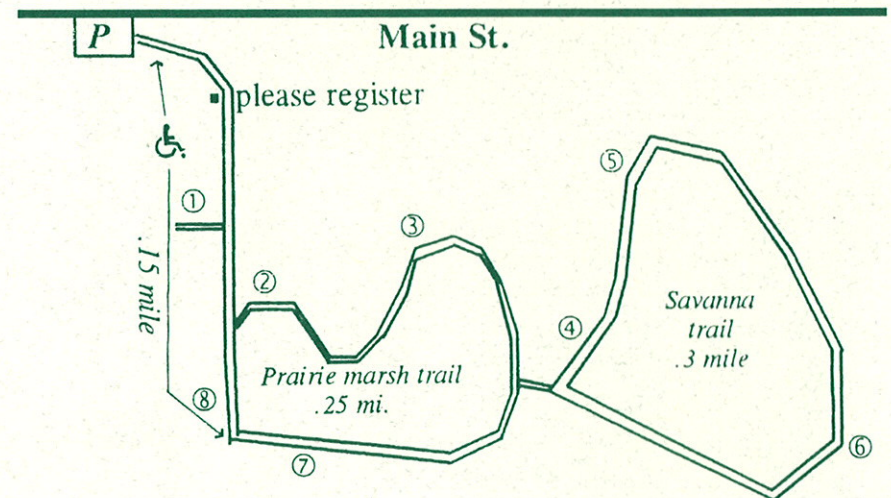 P
Main St.
please register
①
.15 mile
②
③
④
⑤
Savanna
trail
.3 mile
Prairie marsh trail
.25 mi.
⑥
⑦
⑧